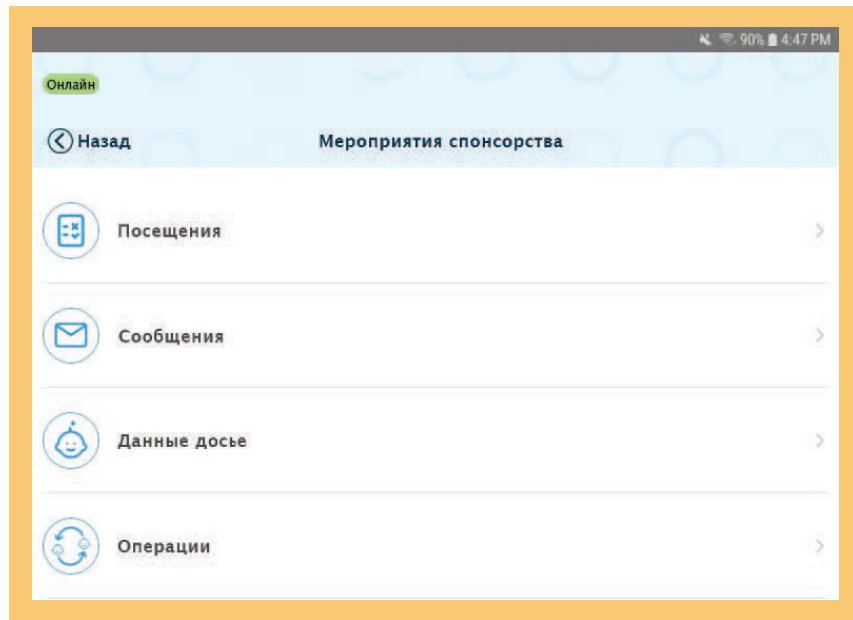 90% 4:47 PM
Онлайн
Назад
Мероприятия спонсорства
Посещения
Сообщения
Данные досье
Операции